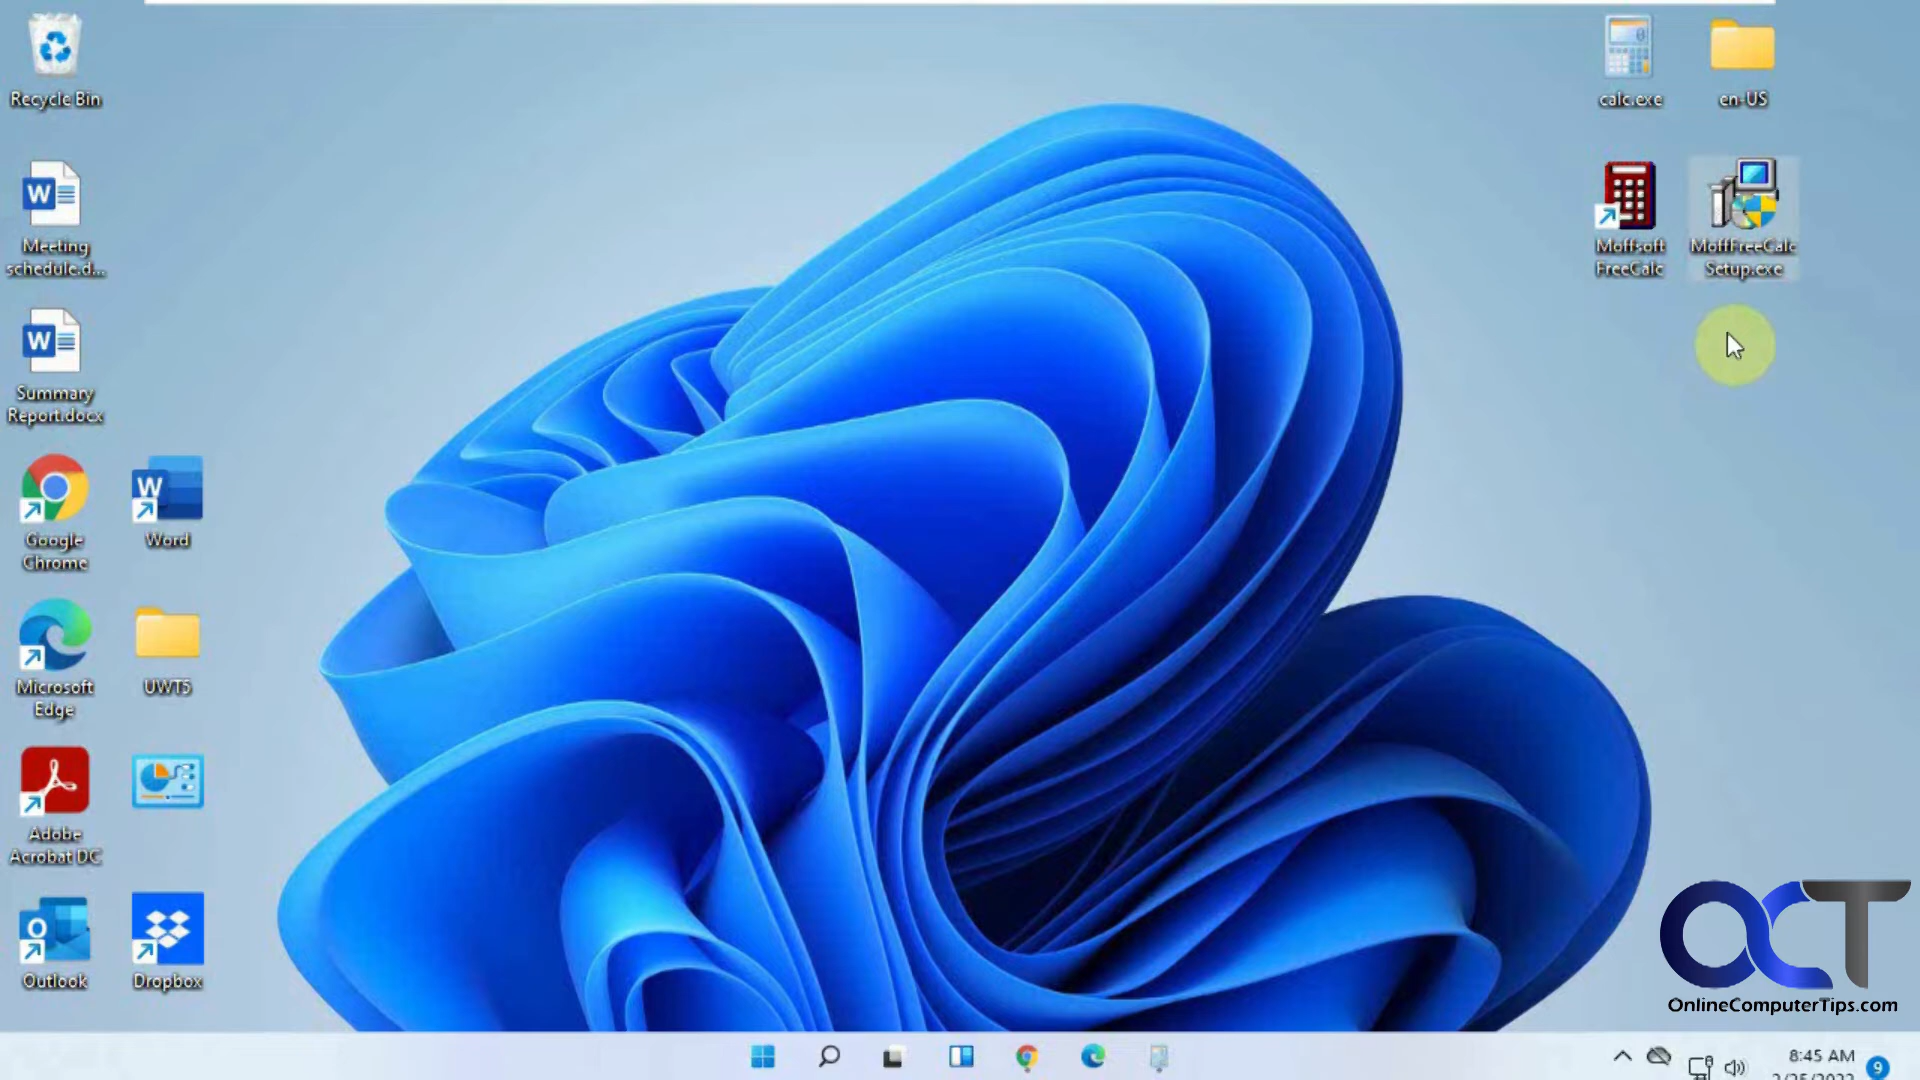 Recycle Bin
calc.exe
en-US
Meeting
schedule.d...
Moffsoft
FreeCalc
MoffFreeCalc
Setup.exe
Summary
Report.docx
Google
Chrome
Word
Microsoft
Edge
UWT5
Adobe
Acrobat DC
Outlook
Dropbox
OCT
OnlineComputerTips.com
8:45 AM
9